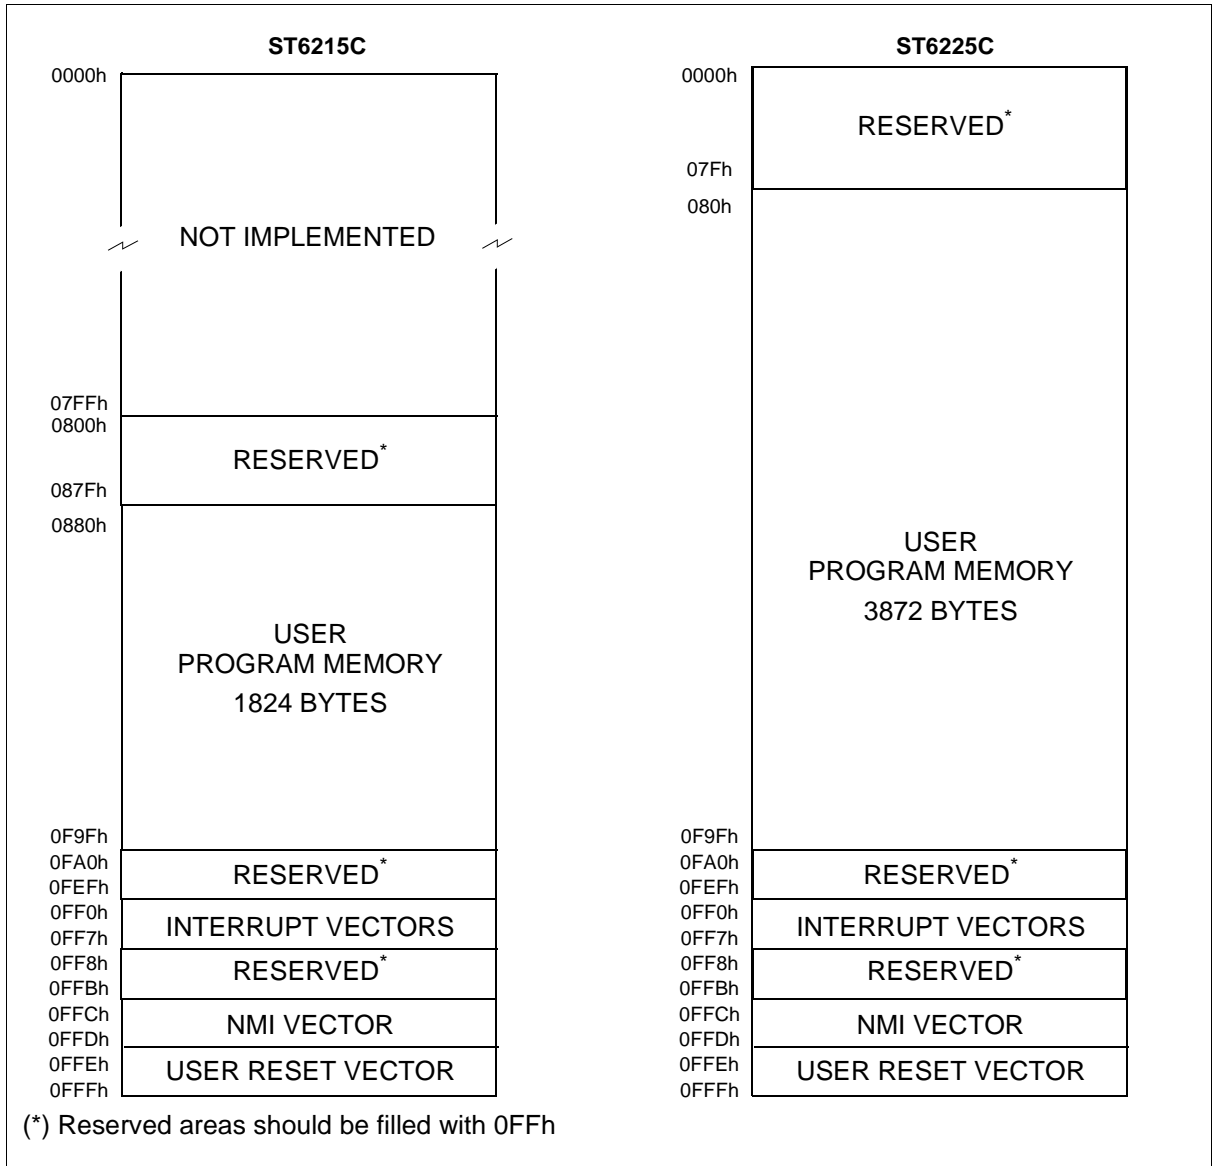 ST6215C
0000h
NOT IMPLEMENTED
07FFh
0800h
RESERVED*
087Fh
0880h
USER
PROGRAM MEMORY
1824 BYTES
0F9Fh
0FA0h
RESERVED*
0FEFh
0FF0h
INTERRUPT VECTORS
0FF7h
0FF8h
RESERVED*
0FFBh
0FFCh
NMI VECTOR
0FFDh
0FFEh
USER RESET VECTOR
0FFFh
ST6225C
0000h
RESERVED*
07Fh
080h
USER
PROGRAM MEMORY
3872 BYTES
0F9Fh
0FA0h
RESERVED*
0FEFh
0FF0h
INTERRUPT VECTORS
0FF7h
0FF8h
RESERVED*
0FFBh
0FFCh
NMI VECTOR
0FFDh
0FFEh
USER RESET VECTOR
0FFFh
(*) Reserved areas should be filled with 0FFh